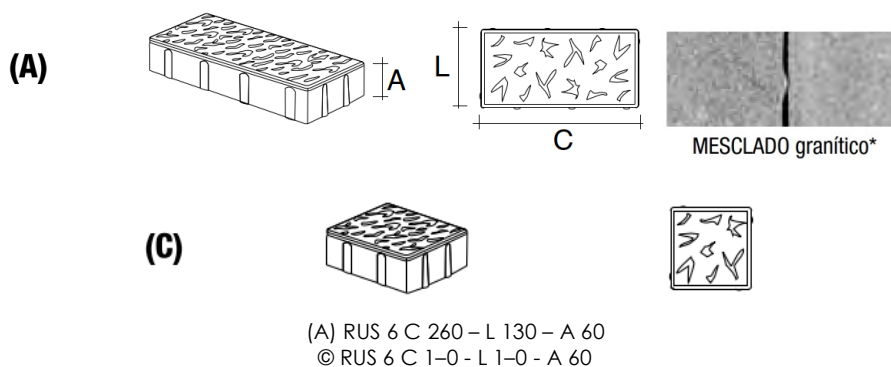 (A)
A
L
C
MESCLADO granítico*
(C)
(A) RUS 6 C 260 – L 130 – A 60
© RUS 6 C 1–0 - L 1–0 - A 60